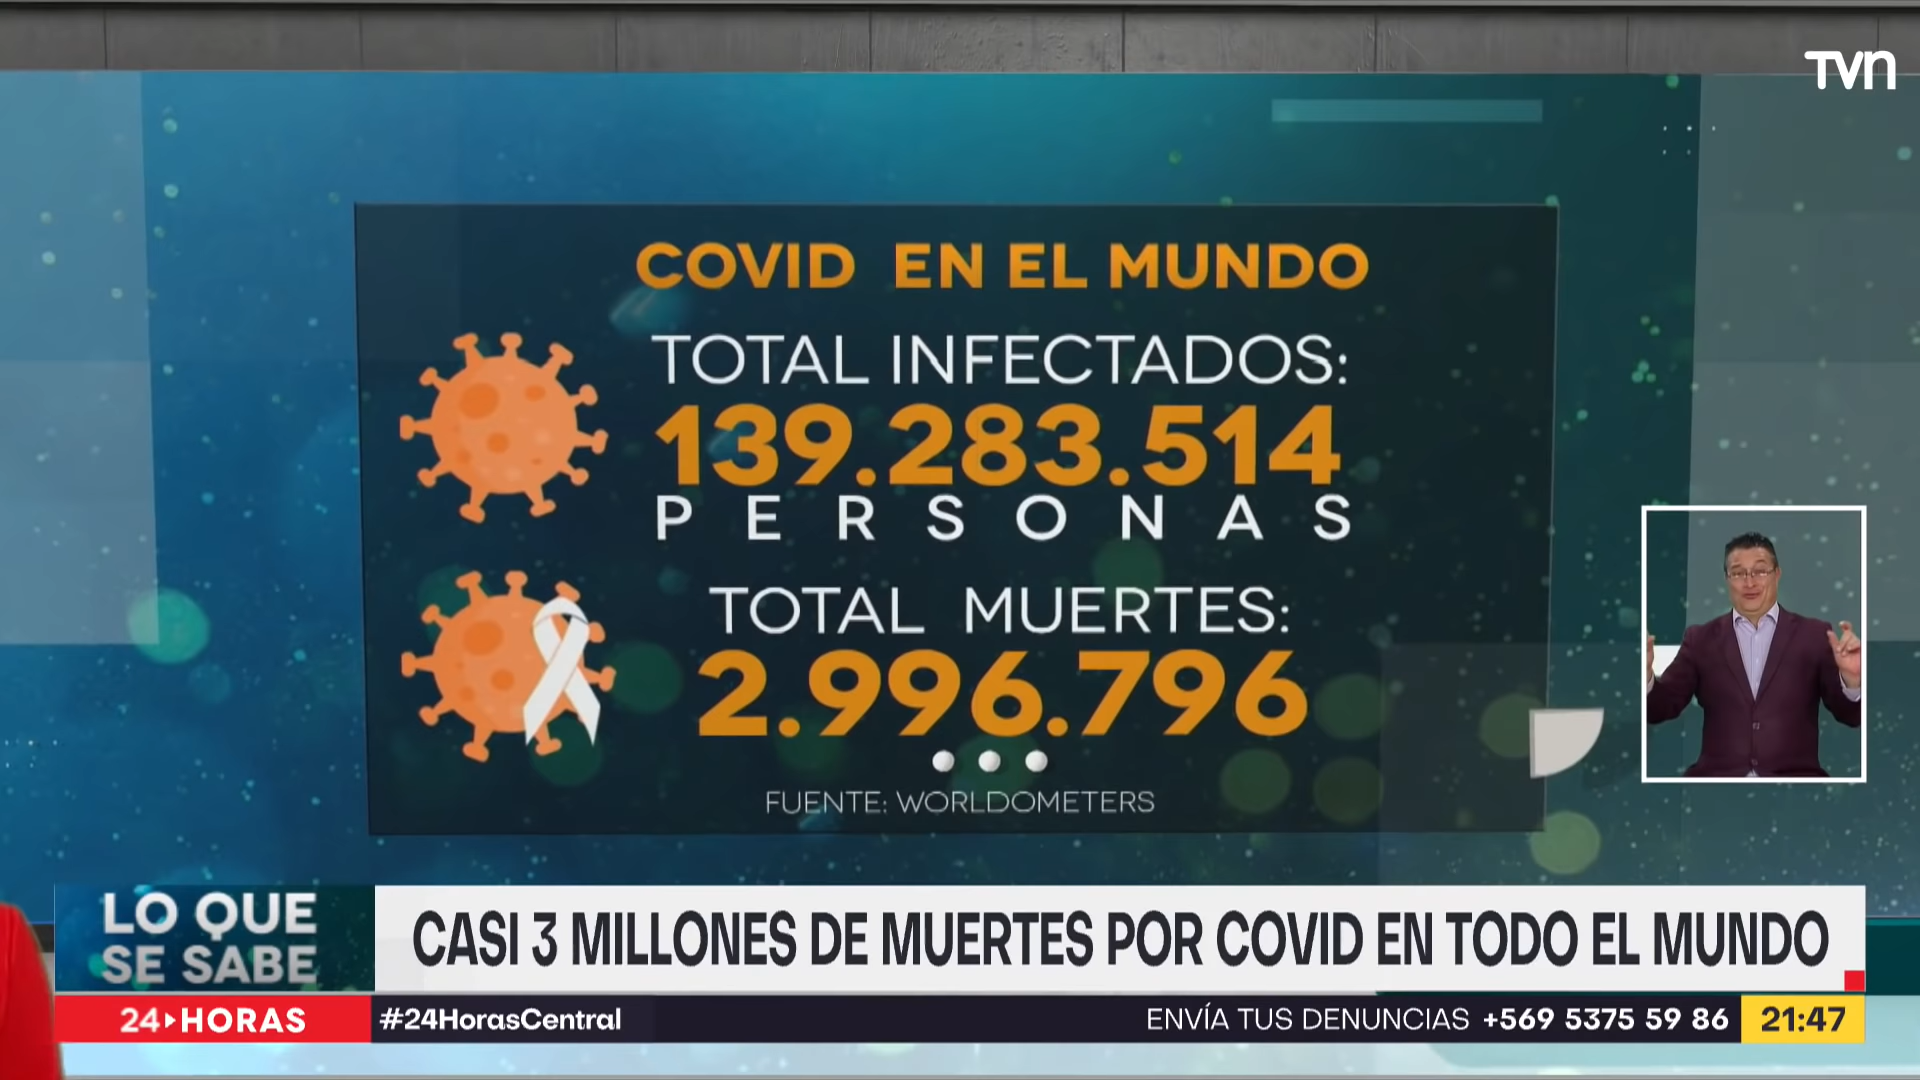 TVN
COVID EN EL MUNDO
TOTAL INFECTADOS:
139.283.514
PERSONAS
TOTAL MUERTES:
2.996.796
FUENTE: WORLDOMETERS
LO QUE
SE SABE
CASI 3 MILLONES DE MUERTES POR COVID EN TODO EL MUNDO
24 HORAS
#24HorasCentral
ENVÍA TUS DENUNCIAS +569 5375 59 86
21:47